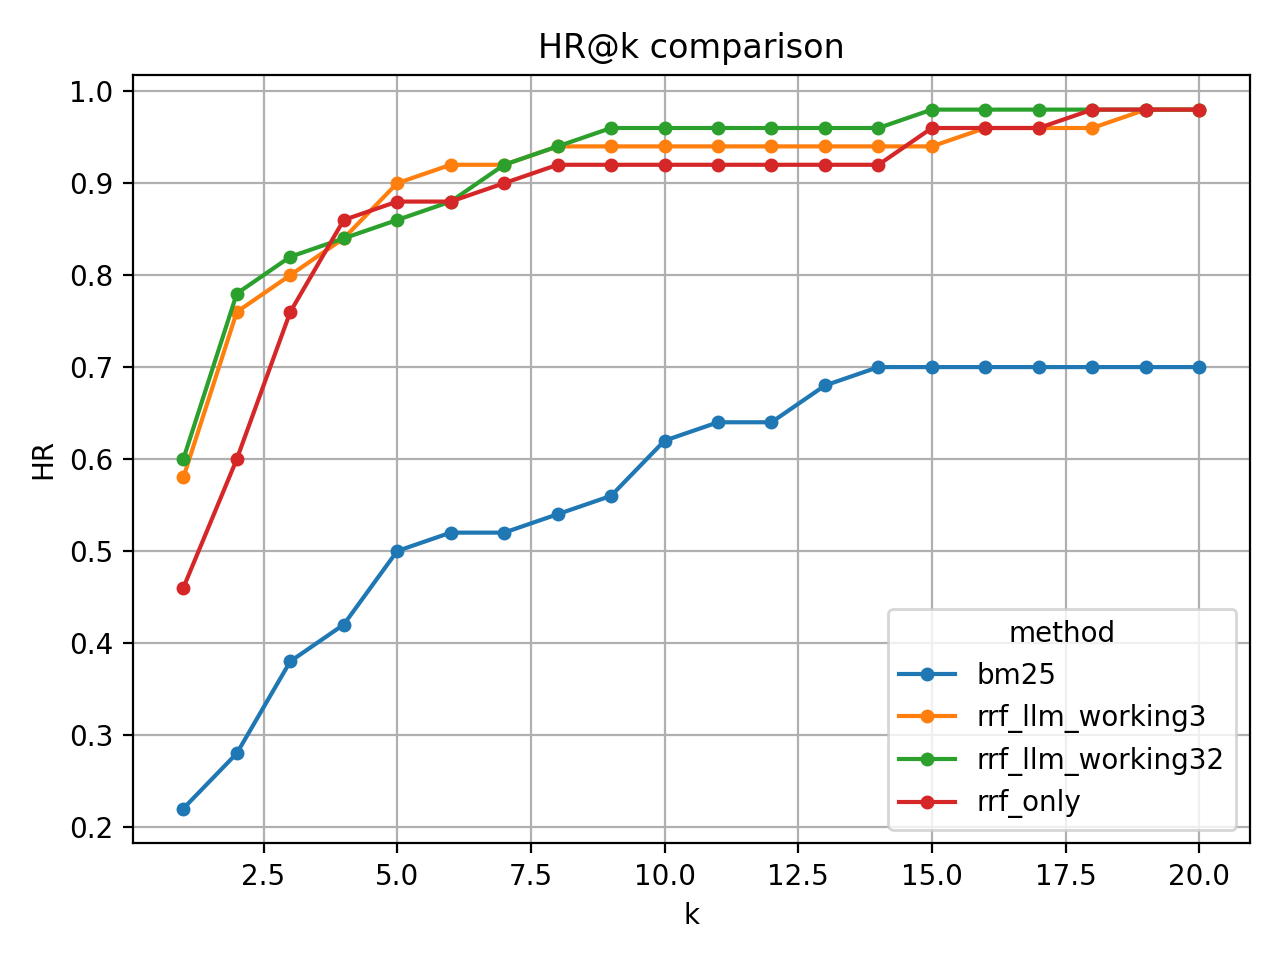 HR@k comparison
1.0
0.9
0.8
0.7
0.6
0.5
0.4
0.3
0.2
HR
method
bm25
rrf_llm_working3
rrf_llm_working32
rrf_only
2.5 5.0 7.5 10.0 12.5 15.0 17.5 20.0
k